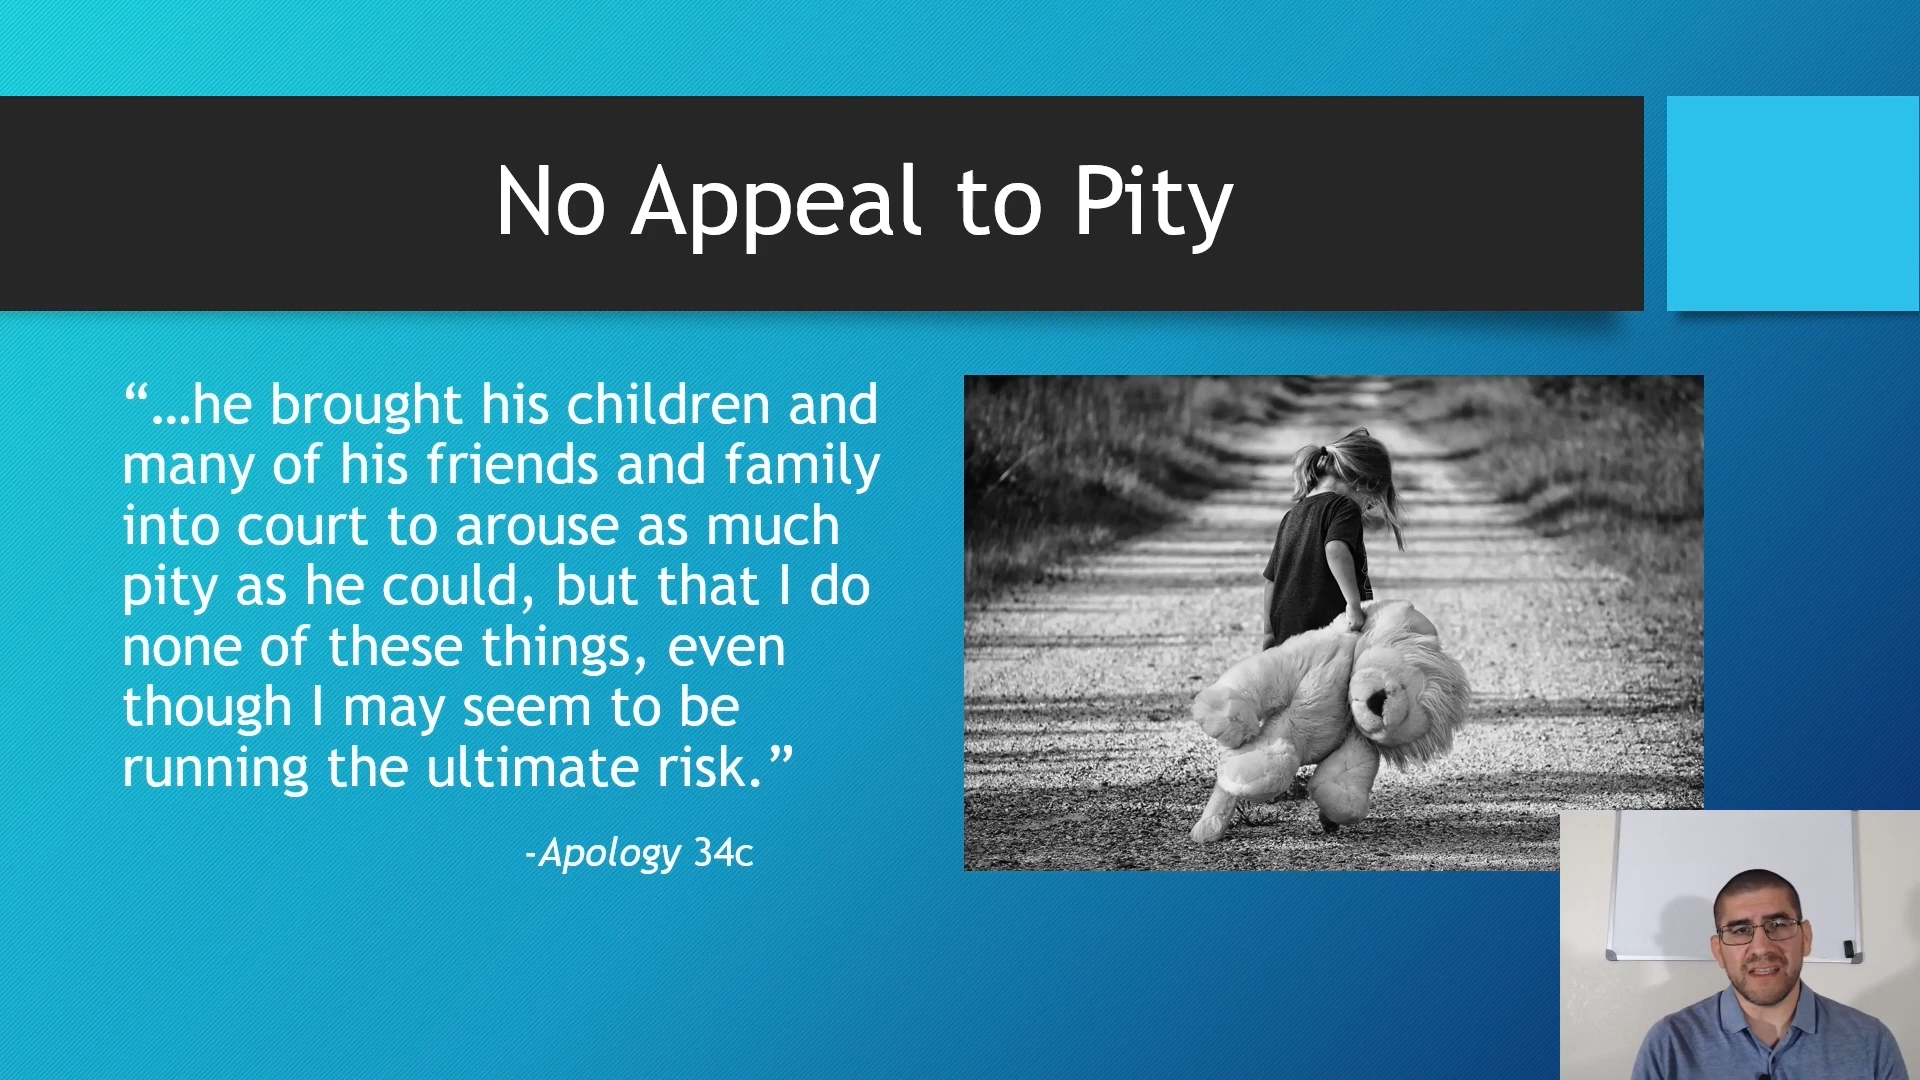 No Appeal to Pity
“…he brought his children and
many of his friends and family
into court to arouse as much
pity as he could, but that I do
none of these things, even
though I may seem to be
running the ultimate risk.”
-Apology 34c